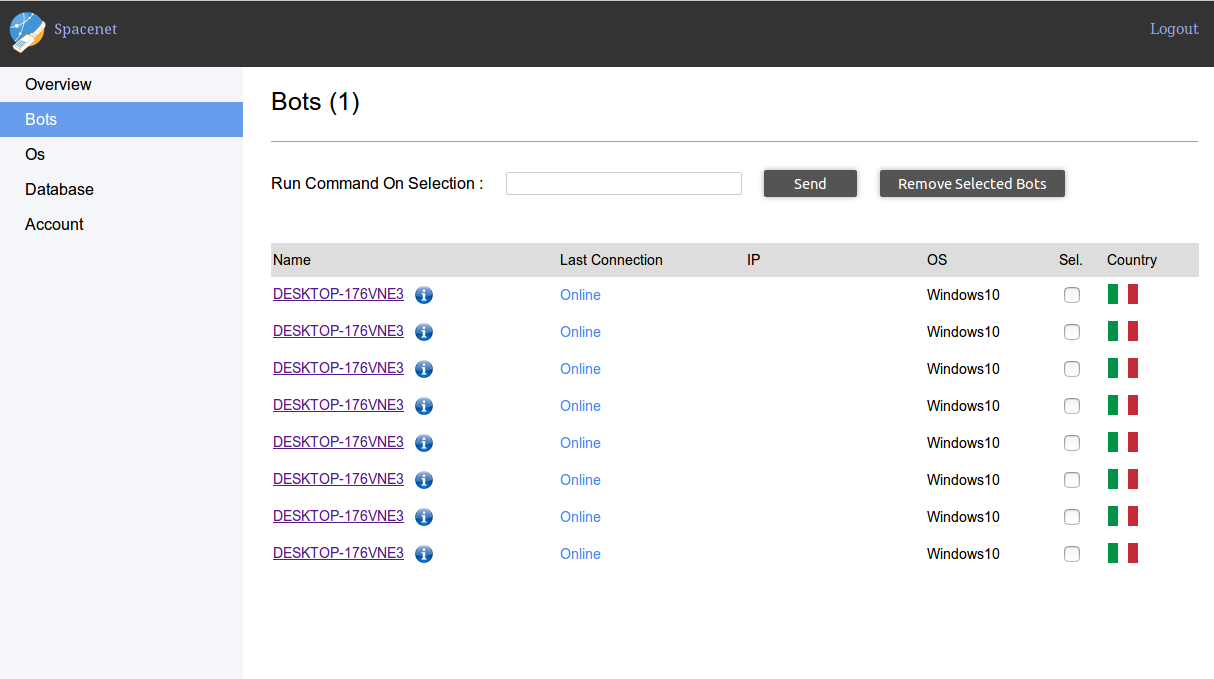 Spacenet Logout
Overview
Bots
Os
Database
Account
Bots (1)
Run Command On Selection : Send Remove Selected Bots
Name Last Connection IP OS Sel. Country
DESKTOP-176VNE3 i Online Windows10
DESKTOP-176VNE3 i Online Windows10
DESKTOP-176VNE3 i Online Windows10
DESKTOP-176VNE3 i Online Windows10
DESKTOP-176VNE3 i Online Windows10
DESKTOP-176VNE3 i Online Windows10
DESKTOP-176VNE3 i Online Windows10
DESKTOP-176VNE3 i Online Windows10